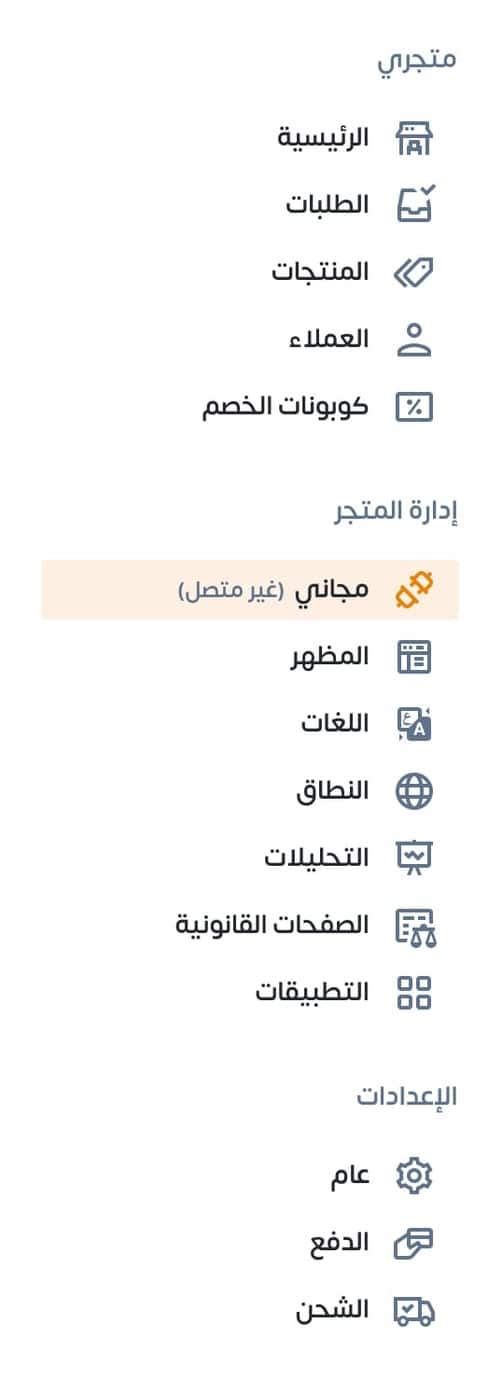 متجري
الرئيسية
الطلبات
المنتجات
العملاء
كوبونات الخصم
إدارة المتجر
مجاني (غير متصل)
المظهر
اللغات
ع A
النطاق
التحليلات
الصفحات القانونية
التطبيقات
الإعدادات
عام
الدفع
الشحن